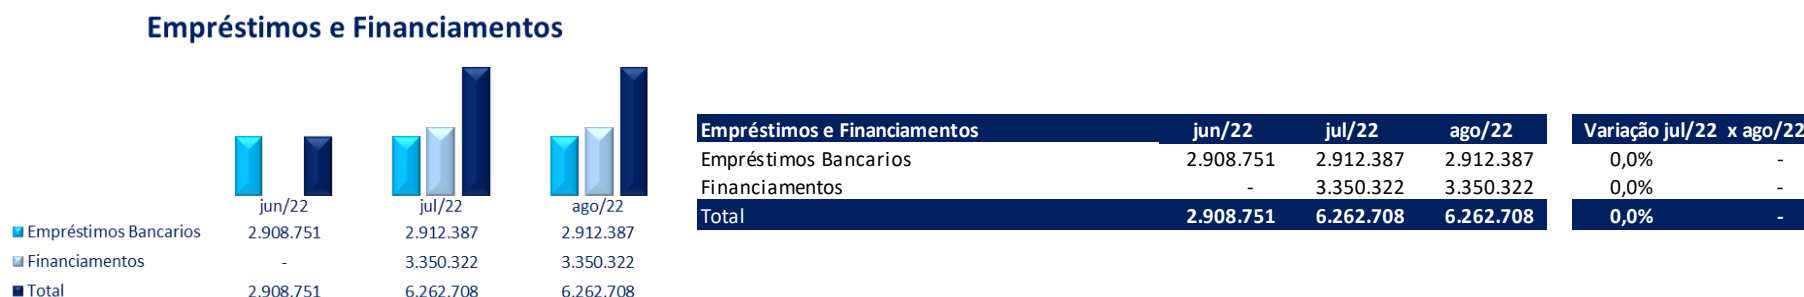 Empréstimos e Financiamentos
jun/22 jul/22 ago/22
Empréstimos Bancarios 2.908.751 2.912.387 2.912.387
Financiamentos - 3.350.322 3.350.322
Total 2.908.751 6.262.708 6.262.708
Empréstimos e Financiamentos jun/22 jul/22 ago/22 Variação jul/22 x ago/22
Empréstimos Bancarios 2.908.751 2.912.387 2.912.387 0,0% -
Financiamentos - 3.350.322 3.350.322 0,0% -
Total 2.908.751 6.262.708 6.262.708 0,0% -